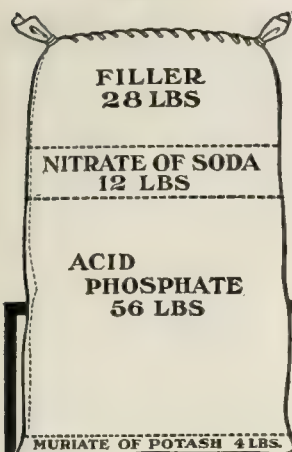 FILLER
28 LBS
NITRATE OF SODA
12 LBS
ACID
PHOSPHATE
56 LBS
MURIATE OF POTASH 4 LBS.